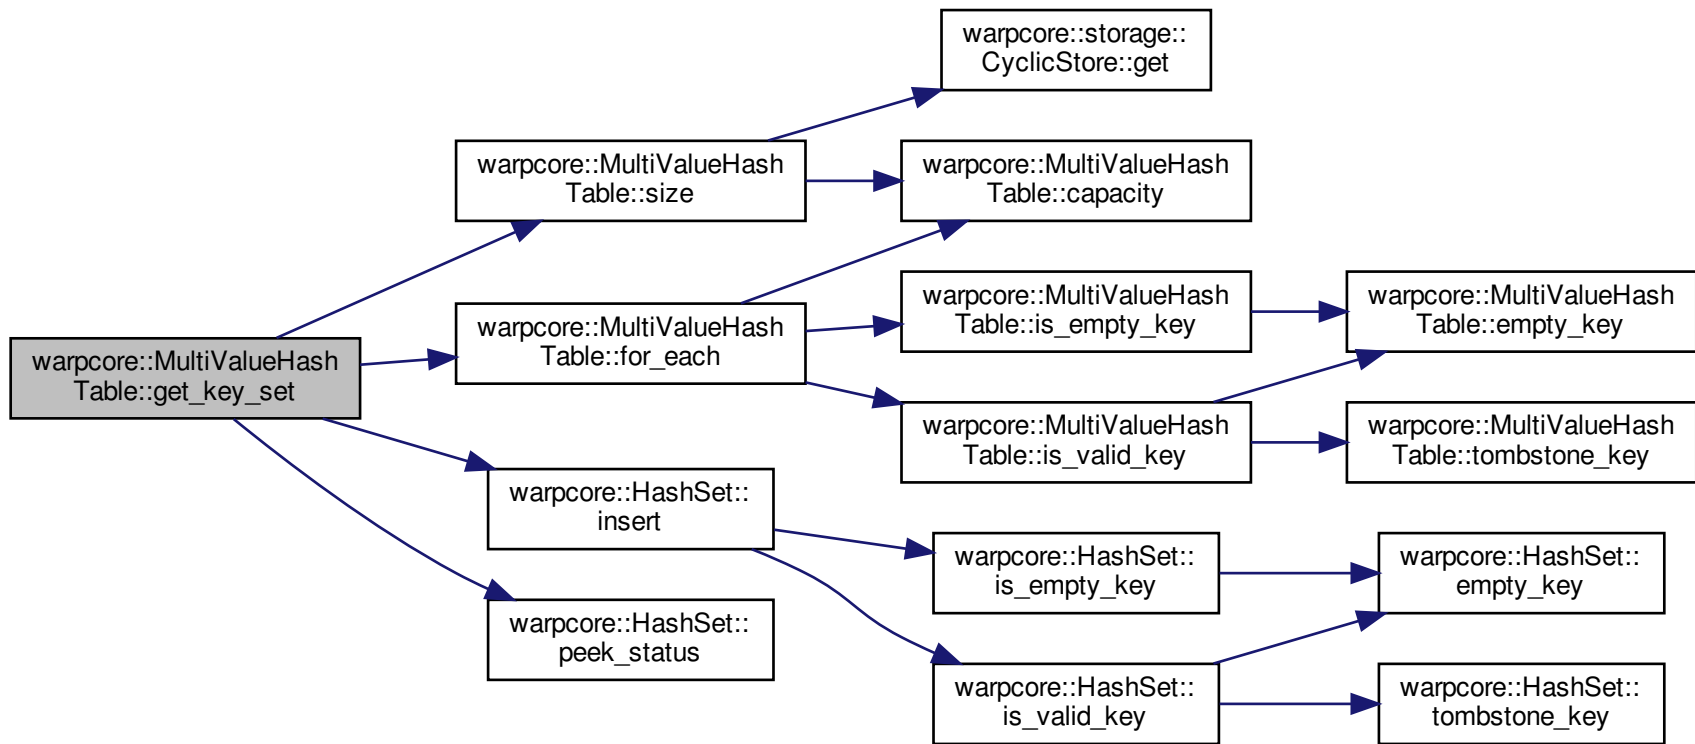 warpcore::storage::
CyclicStore::get
warpcore::MultiValueHash
Table::size
warpcore::MultiValueHash
Table::capacity
warpcore::MultiValueHash
Table::get_key_set
warpcore::MultiValueHash
Table::for_each
warpcore::MultiValueHash
Table::is_empty_key
warpcore::MultiValueHash
Table::empty_key
warpcore::MultiValueHash
Table::is_valid_key
warpcore::MultiValueHash
Table::tombstone_key
warpcore::HashSet::
insert
warpcore::HashSet::
is_empty_key
warpcore::HashSet::
empty_key
warpcore::HashSet::
peek_status
warpcore::HashSet::
is_valid_key
warpcore::HashSet::
tombstone_key